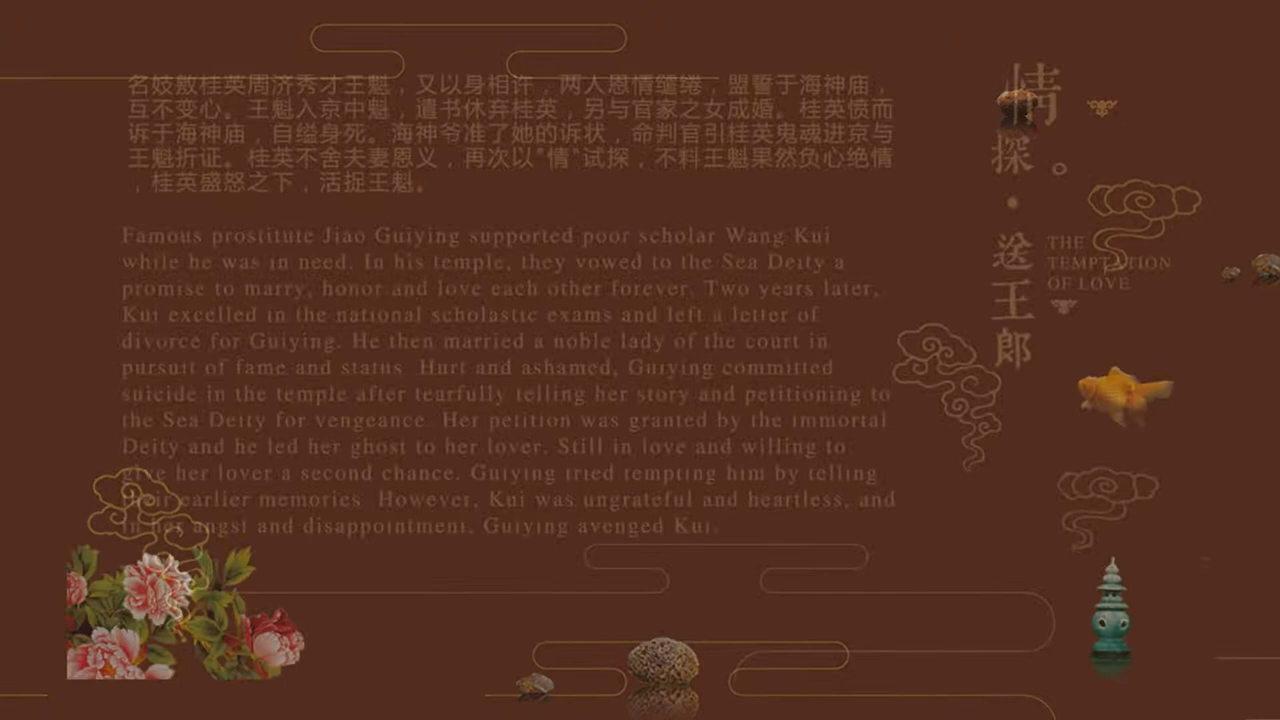 名妓敫桂英周济秀才王魁，又以身相许，两人恩情缱绻，盟誓于海神庙，
互不变心。王魁入京中魁，遣书休弃桂英，另与官家之女成婚。桂英愤而
诉于海神庙，自缢身死。海神爷准了她的诉状，命判官引桂英鬼魂进京与
王魁折证。桂英不舍夫妻恩义，再次以"情"试探，不料王魁果然负心绝情
，桂英盛怒之下，活捉王魁。
Famous prostitute Jiao Guiying supported poor scholar Wang Kui
while he was in need. In his temple, they vowed to the Sea Deity a
promise to marry, honor and love each other forever. Two years later,
Kui excelled in the national scholastic exams and left a letter of
divorce for Guiying. He then married a noble lady of the court in
pursuit of fame and status. Hurt and ashamed, Guiying committed
suicide in the temple after tearfully telling her story and petitioning to
the Sea Deity for vengeance. Her petition was granted by the immortal
Deity and he led her ghost to her lover. Still in love and willing to
give her lover a second chance. Guiying tried tempting him by telling
their earlier memories. However, Kui was ungrateful and heartless, and
in her angst and disappointment, Guiying avenged Kui.
情探·送王郎
THE
TEMPTATION
OF LOVE